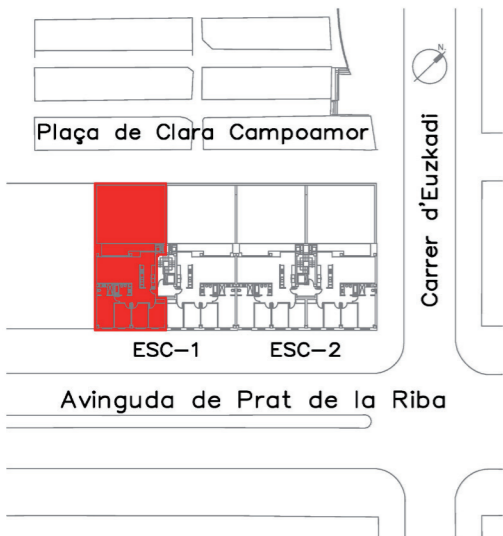 N.
Plaça de Clara Campoamor
Carrer d'Euzkadi
ESC-1
ESC-2
Avinguda de Prat de la Riba